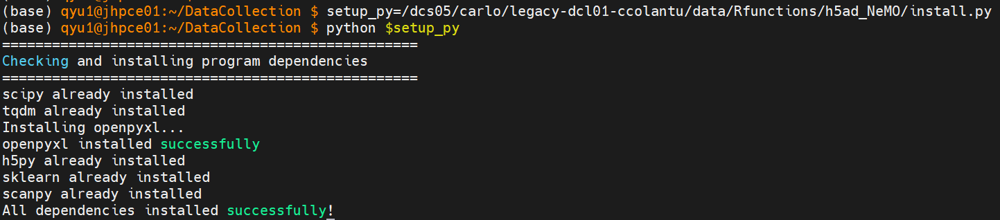 (base) qyu1@jhpce01:~/DataCollection $ setup_py=/dcs05/carlo/legacy-dcl01-ccolantu/data/Rfunctions/h5ad_NeMO/install.py
(base) qyu1@jhpce01:~/DataCollection $ python $setup_py
==================================================
Checking and installing program dependencies
==================================================
scipy already installed
tqdm already installed
Installing openpyxl...
openpyxl installed successfully
h5py already installed
sklearn already installed
scanpy already installed
All dependencies installed successfully!